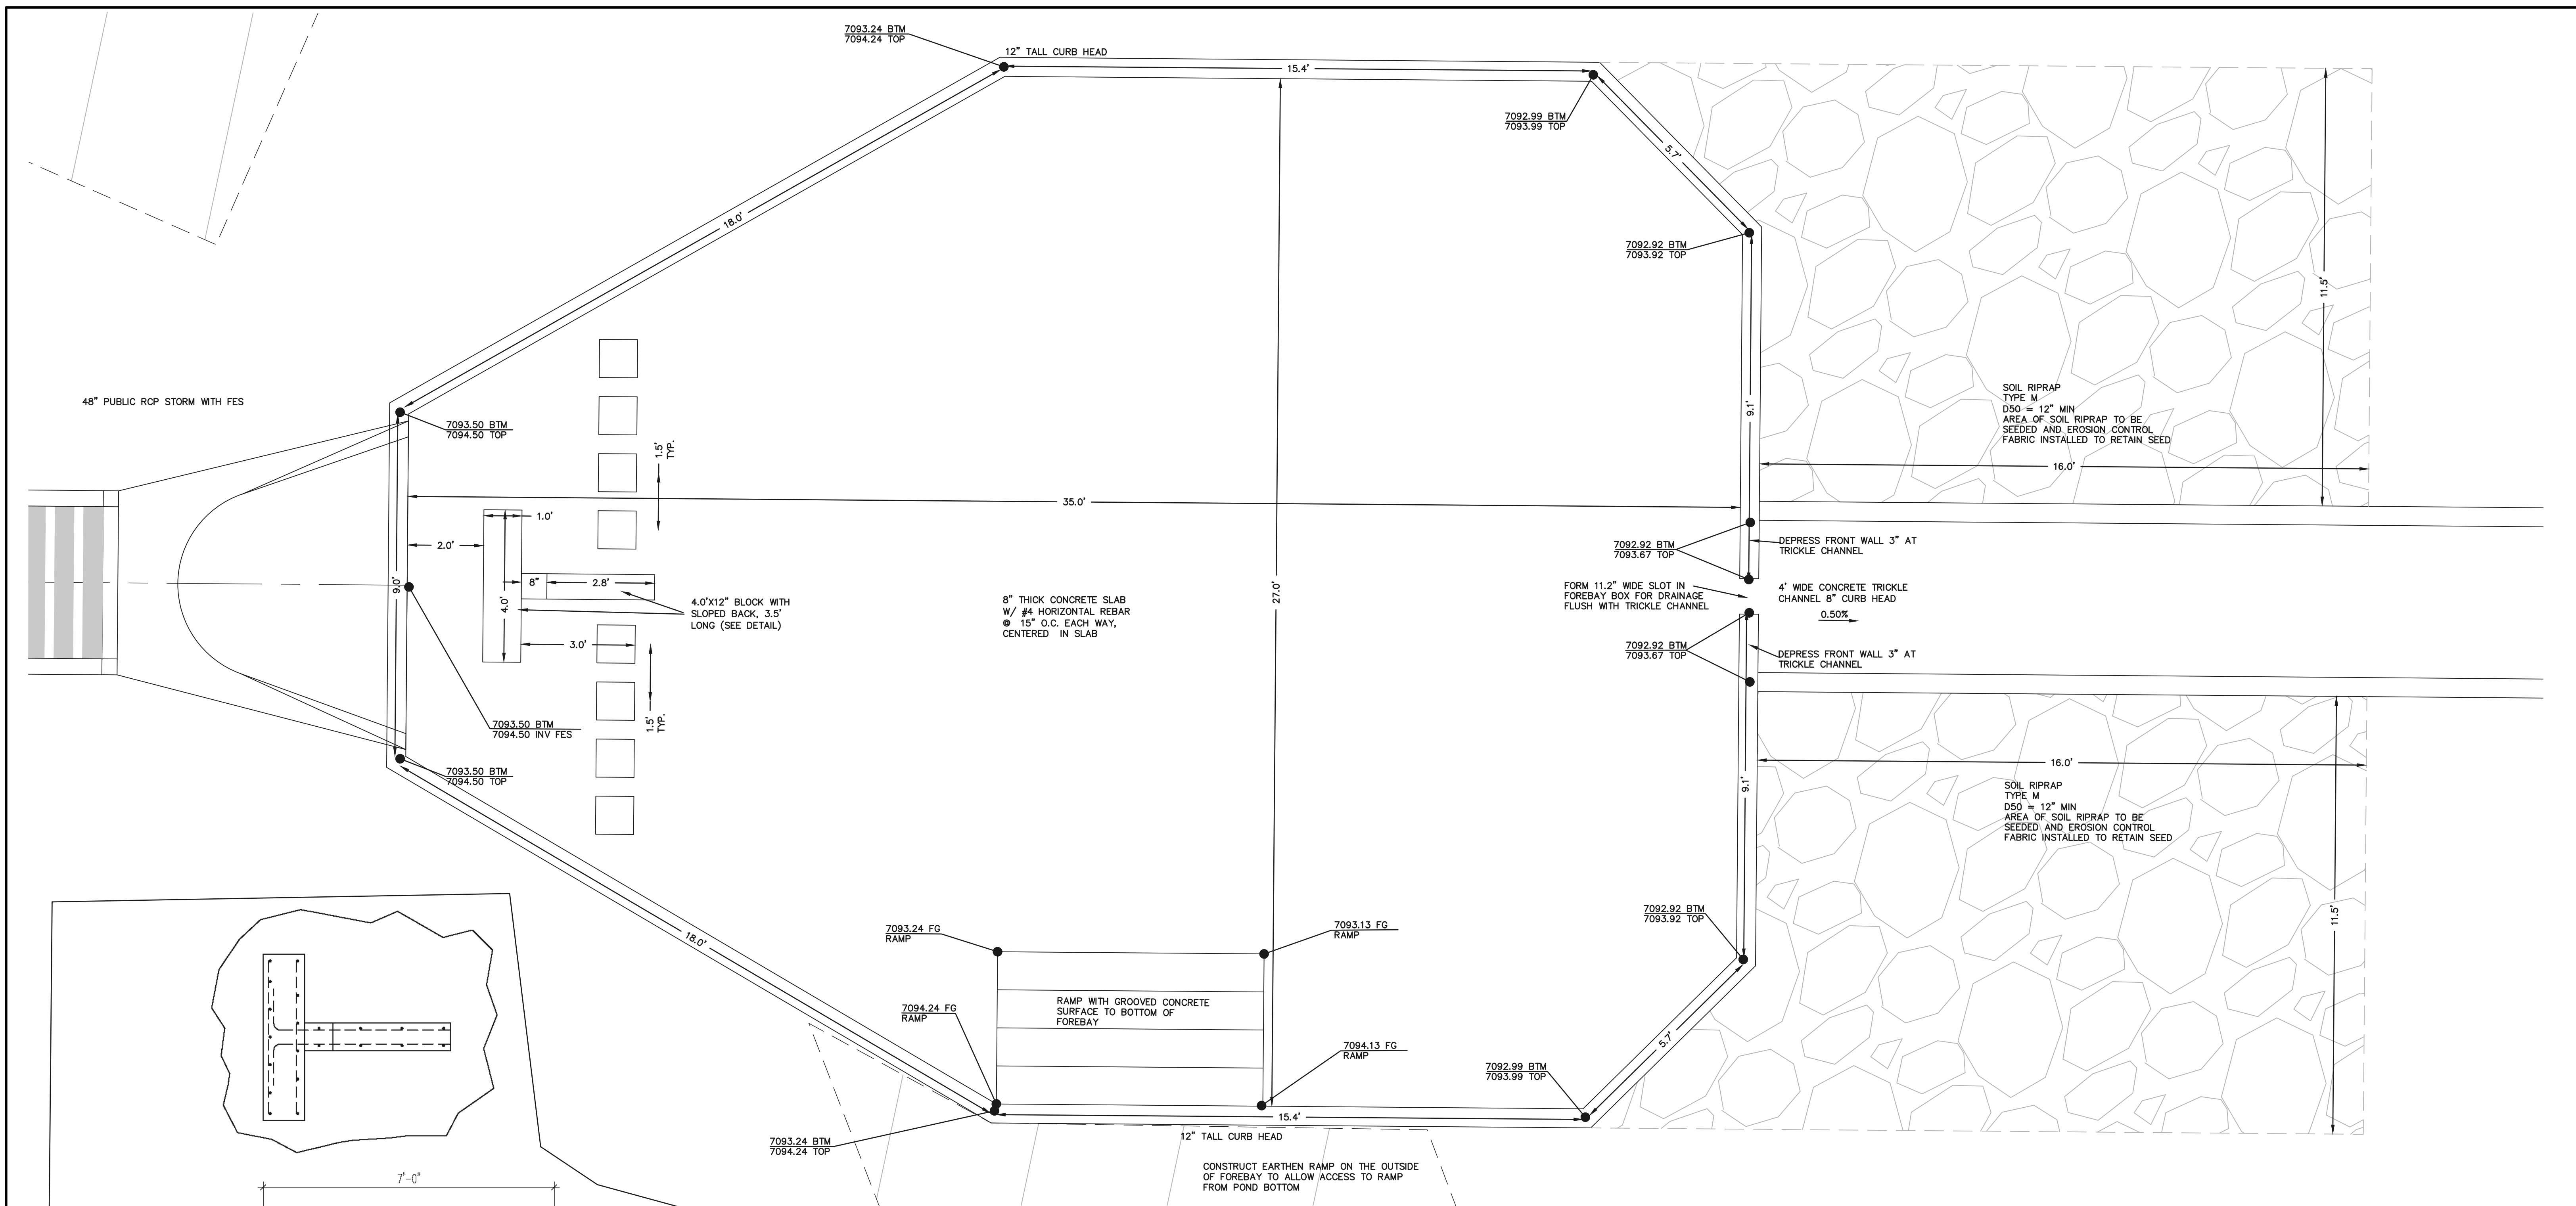 7093.24 BTM
7094.24 TOP
12" TALL CURB HEAD
15.4'
7092.99 BTM
7093.99 TOP
5.7'
18.0'
7092.92 BTM
7093.92 TOP
11.5'
48" PUBLIC RCP STORM WITH FES
7093.50 BTM
7094.50 TOP
1.5'
TYP.
9.1'
SOIL RIPRAP
TYPE M
D50 = 12" MIN
AREA OF SOIL RIPRAP TO BE
SEEDED AND EROSION CONTROL
FABRIC INSTALLED TO RETAIN SEED
16.0'
35.0'
1.0'
2.0'
7092.92 BTM
7093.67 TOP
DEPRESS FRONT WALL 3" AT
TRICKLE CHANNEL
9.0'
4.0'
8"
2.8'
4.0'X12" BLOCK WITH
SLOPED BACK, 3.5'
LONG (SEE DETAIL)
3.0'
8" THICK CONCRETE SLAB
W/ #4 HORIZONTAL REBAR
@ 15" O.C. EACH WAY,
CENTERED IN SLAB
27.0'
FORM 11.2" WIDE SLOT IN
FOREBAY BOX FOR DRAINAGE
FLUSH WITH TRICKLE CHANNEL
4' WIDE CONCRETE TRICKLE
CHANNEL 8" CURB HEAD
0.50%
7092.92 BTM
7093.67 TOP
DEPRESS FRONT WALL 3" AT
TRICKLE CHANNEL
1.5'
TYP.
7093.50 BTM
7094.50 INV FES
7093.50 BTM
7094.50 TOP
9.1'
16.0'
SOIL RIPRAP
TYPE M
D50 = 12" MIN
AREA OF SOIL RIPRAP TO BE
SEEDED AND EROSION CONTROL
FABRIC INSTALLED TO RETAIN SEED
11.5'
18.0'
7093.24 FG
RAMP
7093.13 FG
RAMP
7092.92 BTM
7093.92 TOP
7094.24 FG
RAMP
RAMP WITH GROOVED CONCRETE
SURFACE TO BOTTOM OF
FOREBAY
7094.13 FG
RAMP
5.7'
7092.99 BTM
7093.99 TOP
15.4'
7093.24 BTM
7094.24 TOP
12" TALL CURB HEAD
CONSTRUCT EARTHEN RAMP ON THE OUTSIDE
OF FOREBAY TO ALLOW ACCESS TO RAMP
FROM POND BOTTOM
7'-0"